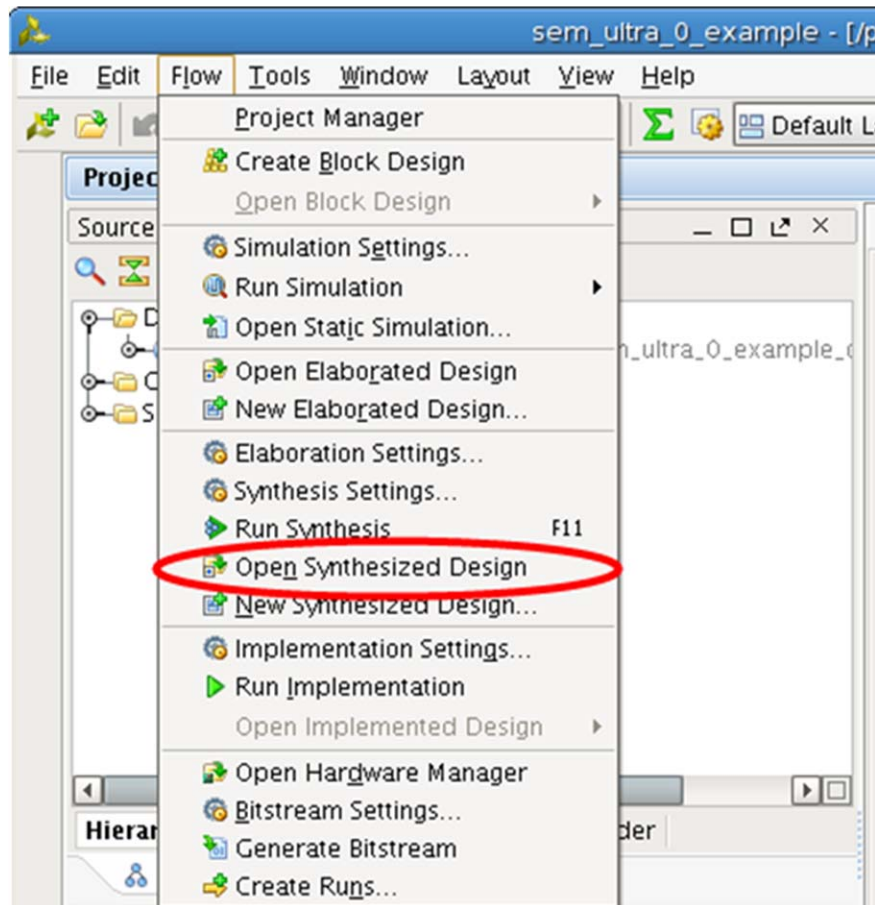 sem_ultra_0_example - [/p
File Edit Flow Tools Window Layout View Help
Project Manager
Default L
Create Block Design
Projec
Open Block Design
Source
Simulation Settings...
Run Simulation
D
Open Static Simulation...
n_ultra_0_example_
C
Open Elaborated Design
S
New Elaborated Design...
Elaboration Settings...
Synthesis Settings...
Run Synthesis F11
Open Synthesized Design
New Synthesized Design...
Implementation Settings...
Run Implementation
Open Implemented Design
Open Hardware Manager
Bitstream Settings...
Hierar
der
Generate Bitstream
Create Runs...